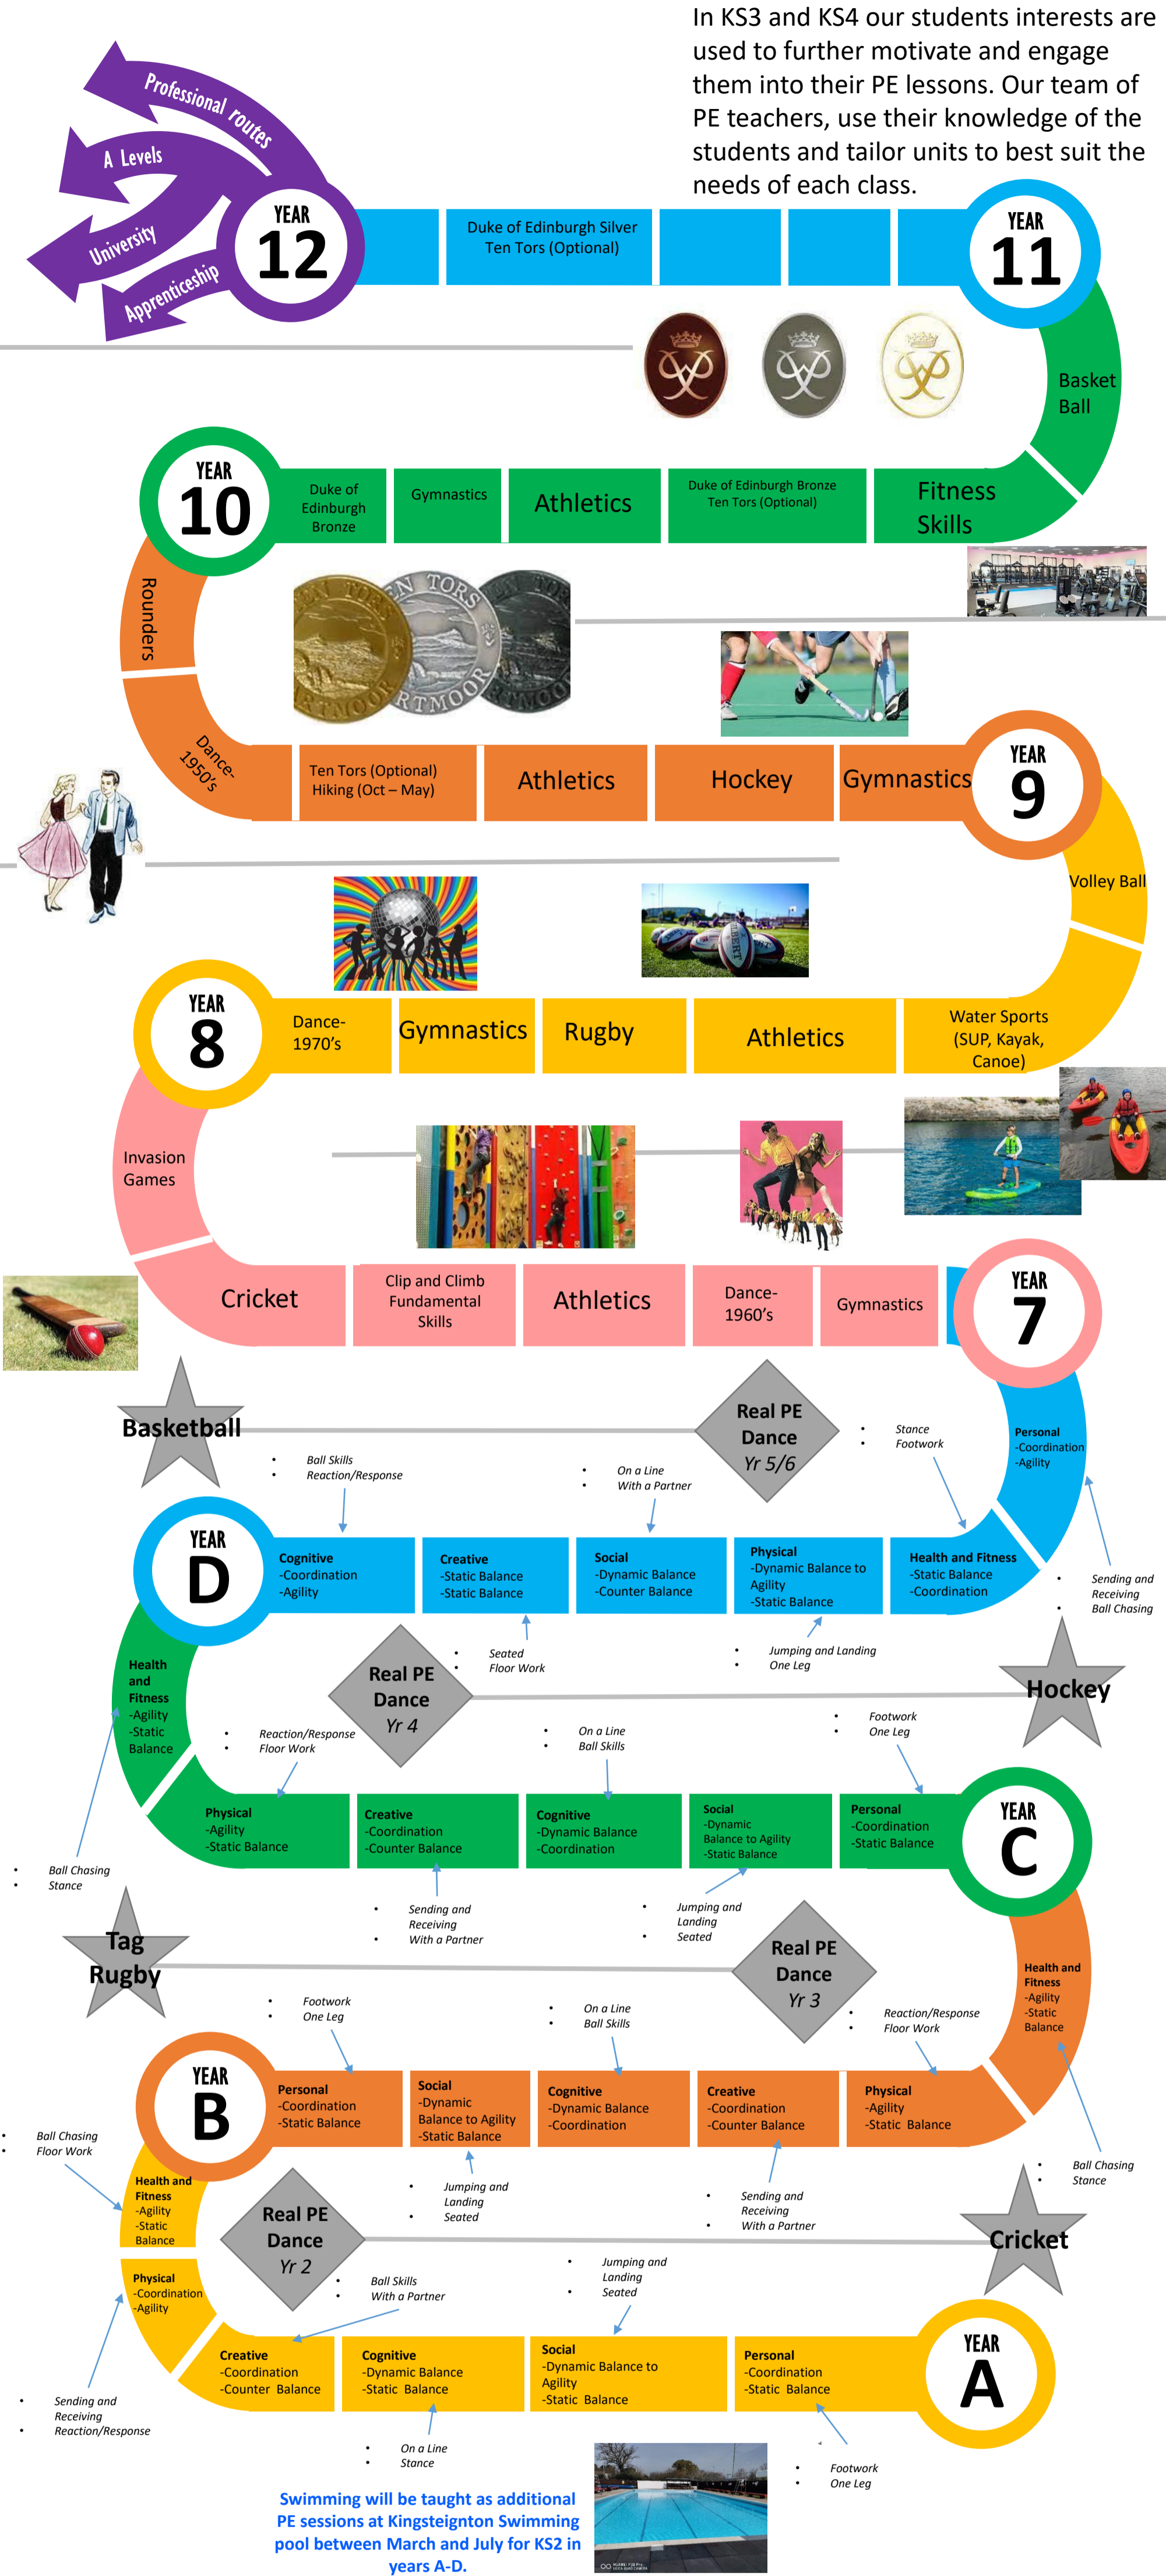 In KS3 and KS4 our students interests are
used to further motivate and engage
them into their PE lessons. Our team of
PE teachers, use their knowledge of the
students and tailor units to best suit the
needs of each class.
Professional routes
A Levels
University
Apprenticeship
YEAR
12
Duke of Edinburgh Silver
Ten Tors (Optional)
YEAR
11
Basket
Ball
YEAR
10
Duke of
Edinburgh
Bronze
Gymnastics
Athletics
Duke of Edinburgh Bronze
Ten Tors (Optional)
Fitness
Skills
Rounders
Dance-
1950's
Ten Tors (Optional)
Hiking (Oct – May)
Athletics
Hockey
Gymnastics
YEAR
9
Volley Ball
YEAR
8
Dance-
1970's
Gymnastics
Rugby
Athletics
Water Sports
(SUP, Kayak,
Canoe)
Invasion
Games
Cricket
Clip and Climb
Fundamental
Skills
Athletics
Dance-
1960's
Gymnastics
YEAR
7
Basketball
Real PE
Dance
Yr 5/6
• Stance
• Footwork
Personal
-Coordination
-Agility
• Ball Skills
• Reaction/Response
• On a Line
• With a Partner
YEAR
D
Cognitive
-Coordination
-Agility
Creative
-Static Balance
-Static Balance
Social
-Dynamic Balance
-Counter Balance
Physical
-Dynamic Balance to
Agility
-Static Balance
Health and Fitness
-Static Balance
-Coordination
• Sending and
Receiving
• Ball Chasing
• Seated
• Floor Work
• Jumping and Landing
• One Leg
Health
and
Fitness
-Agility
-Static
Balance
Real PE
Dance
Yr 4
Hockey
• Reaction/Response
• Floor Work
• On a Line
• Ball Skills
• Footwork
• One Leg
Physical
-Agility
-Static Balance
Creative
-Coordination
-Counter Balance
Cognitive
-Dynamic Balance
-Coordination
Social
-Dynamic
Balance to Agility
-Static Balance
Personal
-Coordination
-Static Balance
YEAR
C
• Ball Chasing
• Stance
• Sending and
Receiving
• With a Partner
• Jumping and
Landing
• Seated
Tag
Rugby
Real PE
Dance
Yr 3
Health and
Fitness
-Agility
-Static
Balance
• Footwork
• One Leg
• On a Line
• Ball Skills
• Reaction/Response
• Floor Work
YEAR
B
Personal
-Coordination
-Static Balance
Social
-Dynamic
Balance to Agility
-Static Balance
Cognitive
-Dynamic Balance
-Coordination
Creative
-Coordination
-Counter Balance
Physical
-Agility
-Static Balance
• Ball Chasing
• Floor Work
• Ball Chasing
• Stance
• Jumping and
Landing
• Seated
• Sending and
Receiving
• With a Partner
Health and
Fitness
-Agility
-Static
Balance
Real PE
Dance
Yr 2
Cricket
Physical
-Coordination
-Agility
• Ball Skills
• With a Partner
• Jumping and
Landing
• Seated
Creative
-Coordination
-Counter Balance
Cognitive
-Dynamic Balance
-Static Balance
Social
-Dynamic Balance to
Agility
-Static Balance
Personal
-Coordination
-Static Balance
YEAR
A
• Sending and
Receiving
• Reaction/Response
• On a Line
• Stance
• Footwork
• One Leg
Swimming will be taught as additional
PE sessions at Kingsteignton Swimming
pool between March and July for KS2 in
years A-D.